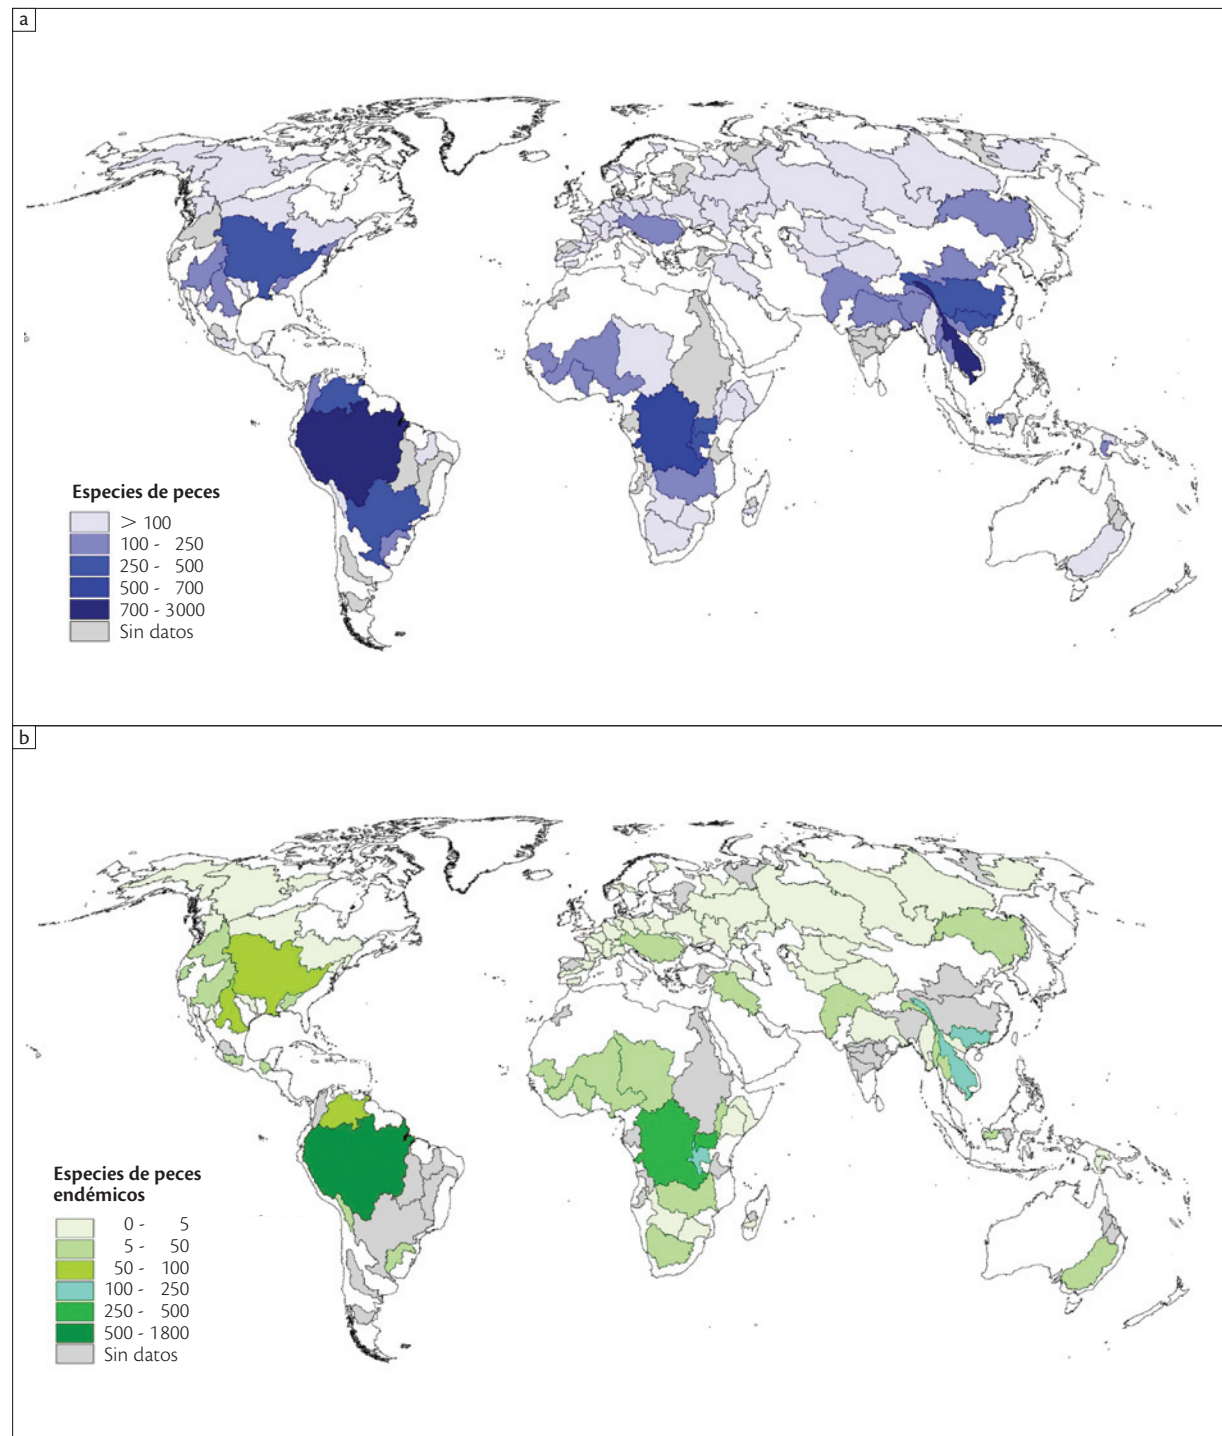 a
Especies de peces
> 100
100 - 250
250 - 500
500 - 700
700 - 3000
Sin datos
b
Especies de peces
endémicos
0 - 5
5 - 50
50 - 100
100 - 250
250 - 500
500 - 1800
Sin datos